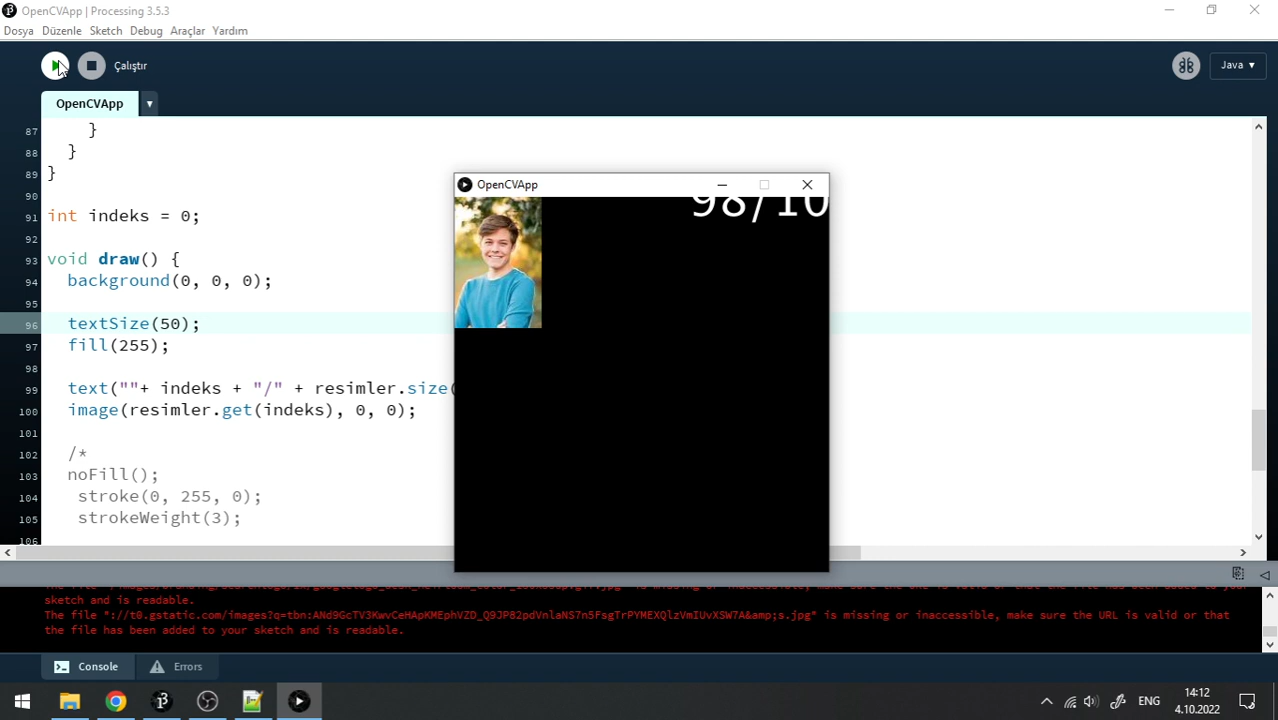 OpenCVApp | Processing 3.5.3
Dosya Düzenle Sketch Debug Araçlar Yardım
Çalıştır
Java ▾
OpenCVApp
87 }
88 }
89 }
90
91 int indeks = 0;
92
93 void draw() {
94 background(0, 0, 0);
95
96 textSize(50);
97 fill(255);
98
99 text(""+ indeks + "/" + resimler.size(
100 image(resimler.get(indeks), 0, 0);
101
102 /*
103 noFill();
104 stroke(0, 255, 0);
105 strokeWeight(3);
106
OpenCVApp
98/10
sketch and is readable.
The file "://t0.gstatic.com/images?q=tbn:ANd9GcTV3KwvCeHApKMEphVZD_Q9JP82pdVnlaNS7n5FsgTrPYMEXQlzVmIUvXSW7A&amp;s.jpg" is missing or inaccessible, make sure the URL is valid or that
the file has been added to your sketch and is readable.
Console Errors
ENG
14:12
4.10.2022